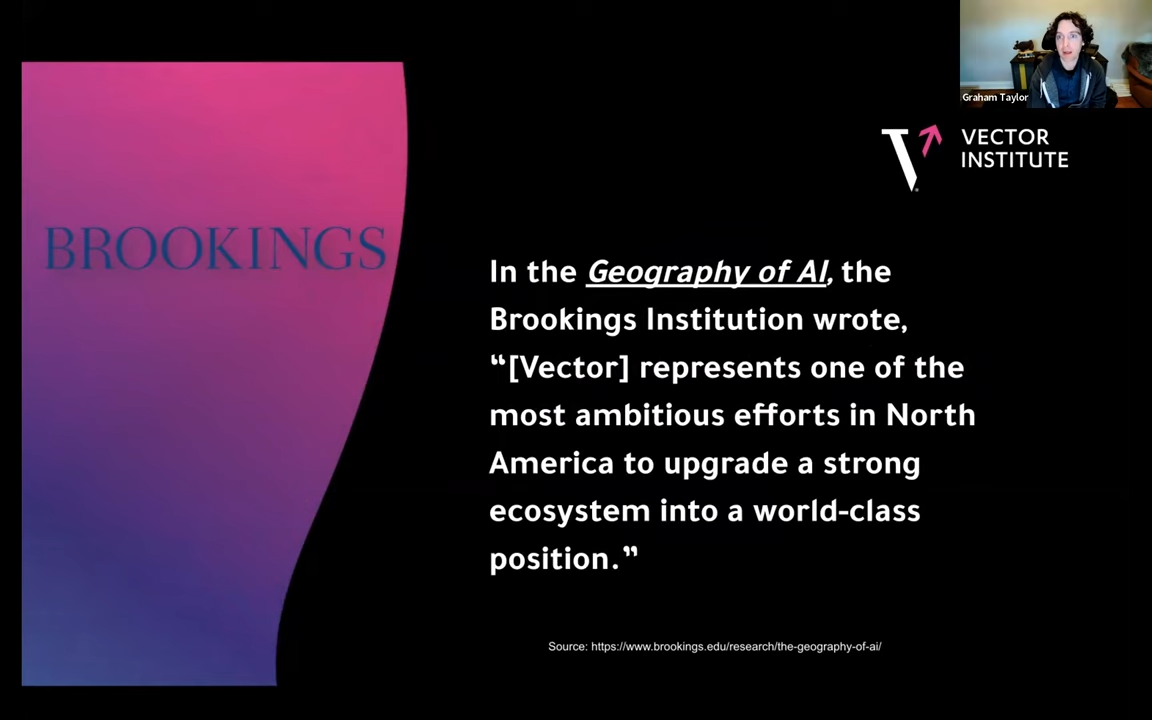 Graham Taylor
VECTOR
INSTITUTE
BROOKINGS
In the Geography of AI, the
Brookings Institution wrote,
“[Vector] represents one of the
most ambitious efforts in North
America to upgrade a strong
ecosystem into a world-class
position.”
Source: https://www.brookings.edu/research/the-geography-of-ai/